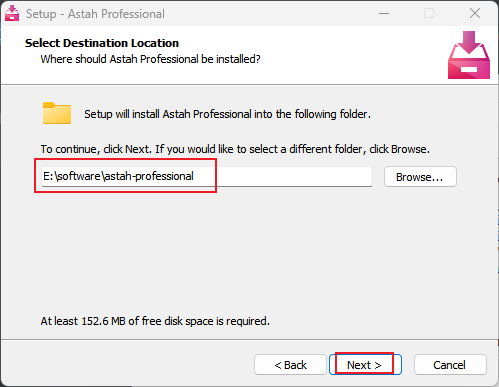 Setup - Astah Professional
Select Destination Location
Where should Astah Professional be installed?
Setup will install Astah Professional into the following folder.
To continue, click Next. If you would like to select a different folder, click Browse.
E:\software\astah-professional
Browse...
At least 152.6 MB of free disk space is required.
< Back
Next >
Cancel